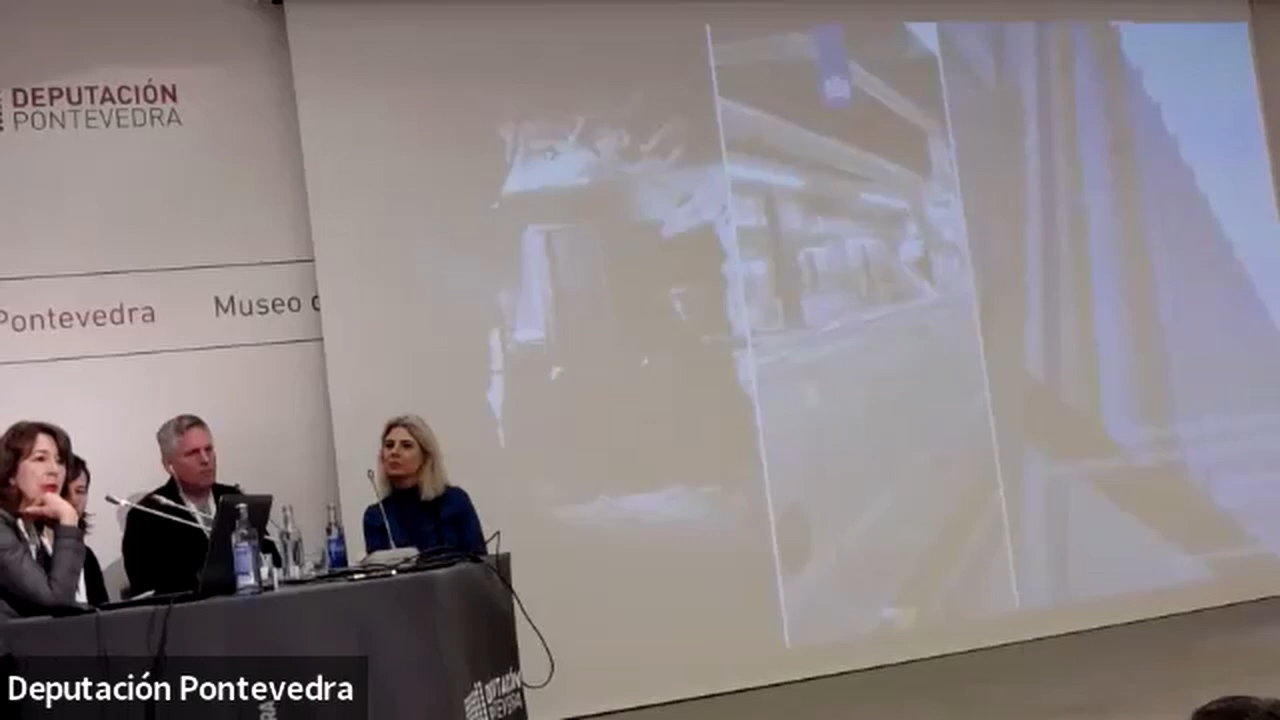 DEPUTACIÓN
PONTEVEDRA
Pontevedra
Museo
Deputación Pontevedra